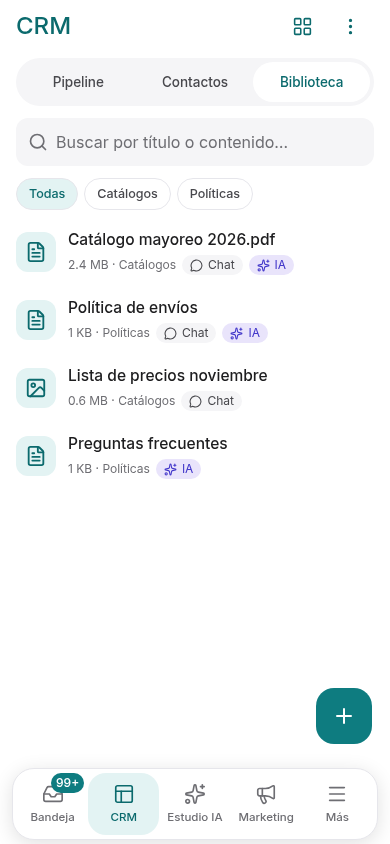 CRM
Pipeline Contactos Biblioteca
Buscar por título o contenido...
Todas Catálogos Políticas
Catálogo mayoreo 2026.pdf
2.4 MB · Catálogos Chat IA
Política de envíos
1 KB · Políticas Chat IA
Lista de precios noviembre
0.6 MB · Catálogos Chat
Preguntas frecuentes
1 KB · Políticas IA
99+
Bandeja CRM Estudio IA Marketing Más